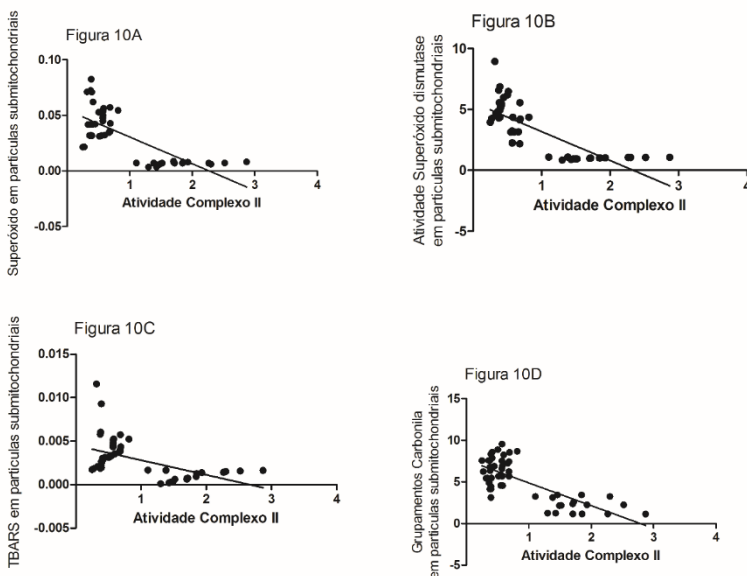 Figura 10A
Superóxido em partículas submitochondriais
0.10
0.05
0.00
-0.05
1
2
3
4
Atividade Complexo II
Figura 10B
Atividade Superóxido dismutase
em partículas submitochondriais
10
5
0
-5
1
2
3
4
Atividade Complexo II
Figura 10C
TBARS em partículas submitochondriais
0.015
0.010
0.005
0.000
-0.005
1
2
3
4
Atividade Complexo II
Figura 10D
Grupamentos Carbonila
em partículas submitochondriais
15
10
5
0
-5
1
2
3
4
Atividade Complexo II